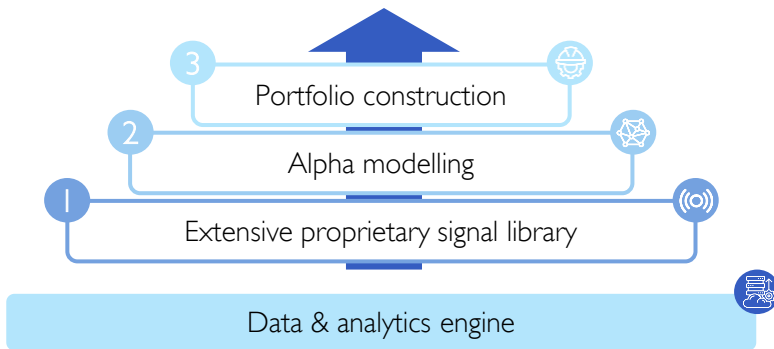 3
Portfolio construction
2
Alpha modelling
1
Extensive proprietary signal library
Data & analytics engine